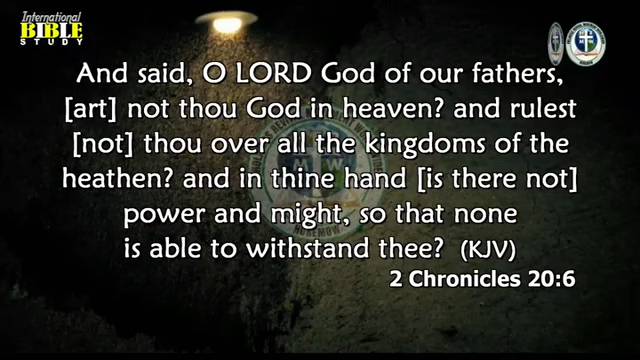 International
BIBLE
STUDY
And said, O LORD God of our fathers,
[art] not thou God in heaven? and rulest
[not] thou over all the kingdoms of the
heathen? and in thine hand [is there not]
power and might, so that none
is able to withstand thee? (KJV)
2 Chronicles 20:6